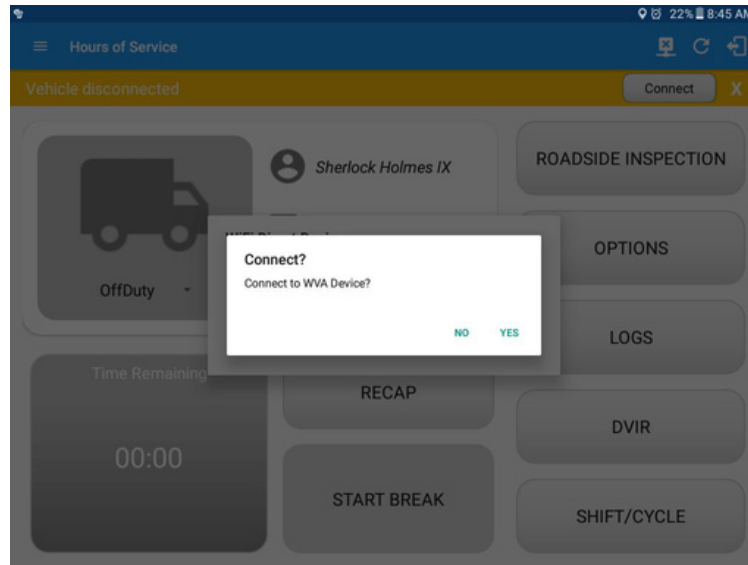 22% 8:45 AM
Hours of Service
Vehicle disconnected
Connect
X
Sherlock Holmes IX
OffDuty
Connect?
Connect to WVA Device?
NO
YES
Time Remaining
00:00
RECAP
START BREAK
ROADSIDE INSPECTION
OPTIONS
LOGS
DVIR
SHIFT/CYCLE